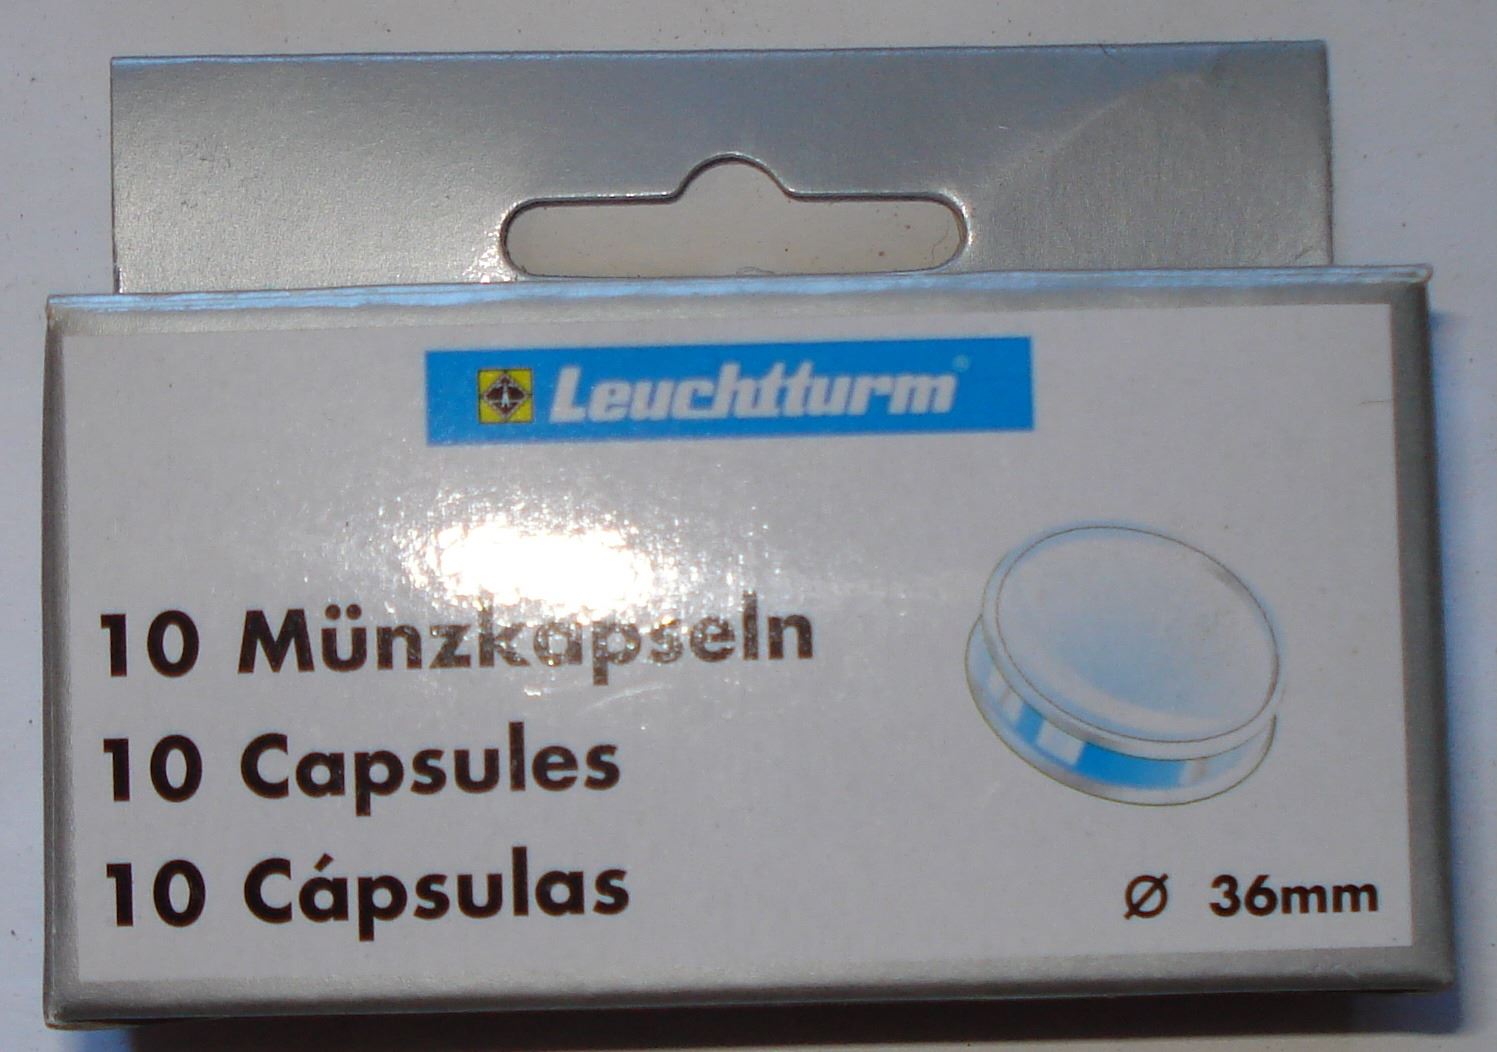 Leuchtturm®
10 Münzkapseln
10 Capsules
10 Cápsulas
Ø 36mm